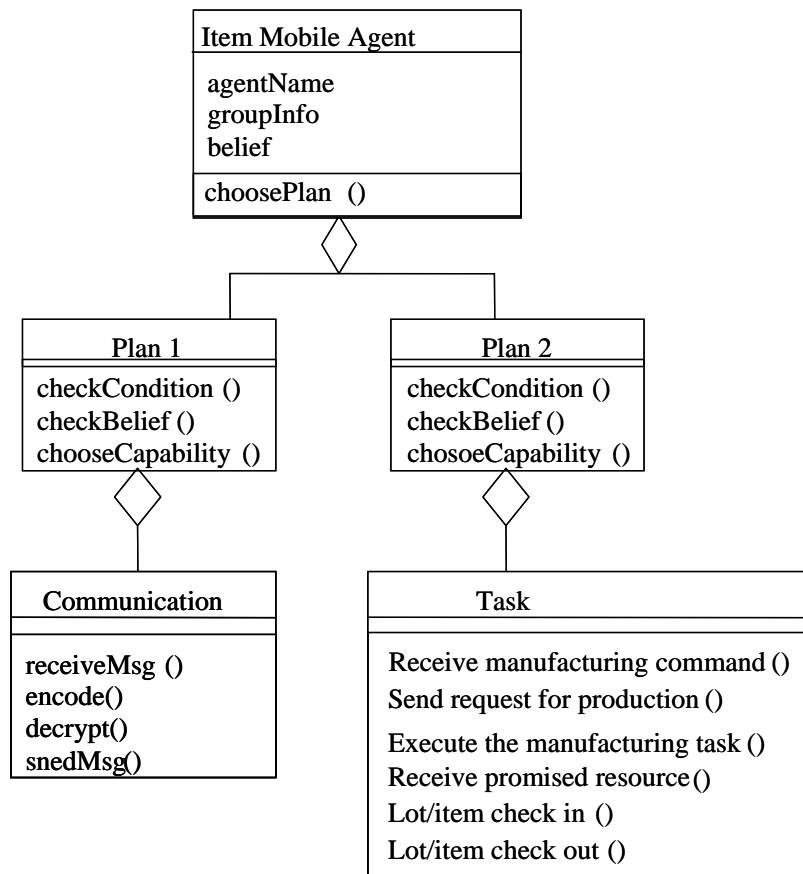 Item Mobile Agent
agentName
groupInfo
belief
choosePlan ()
Plan 1
checkCondition ()
checkBelief ()
chooseCapability ()
Plan 2
checkCondition ()
checkBelief ()
chosoeCapability ()
Communication
receiveMsg ()
encode()
decrypt()
snedMsg()
Task
Receive manufacturing command ()
Send request for production ()
Execute the manufacturing task ()
Receive promised resource()
Lot/item check in ()
Lot/item check out ()